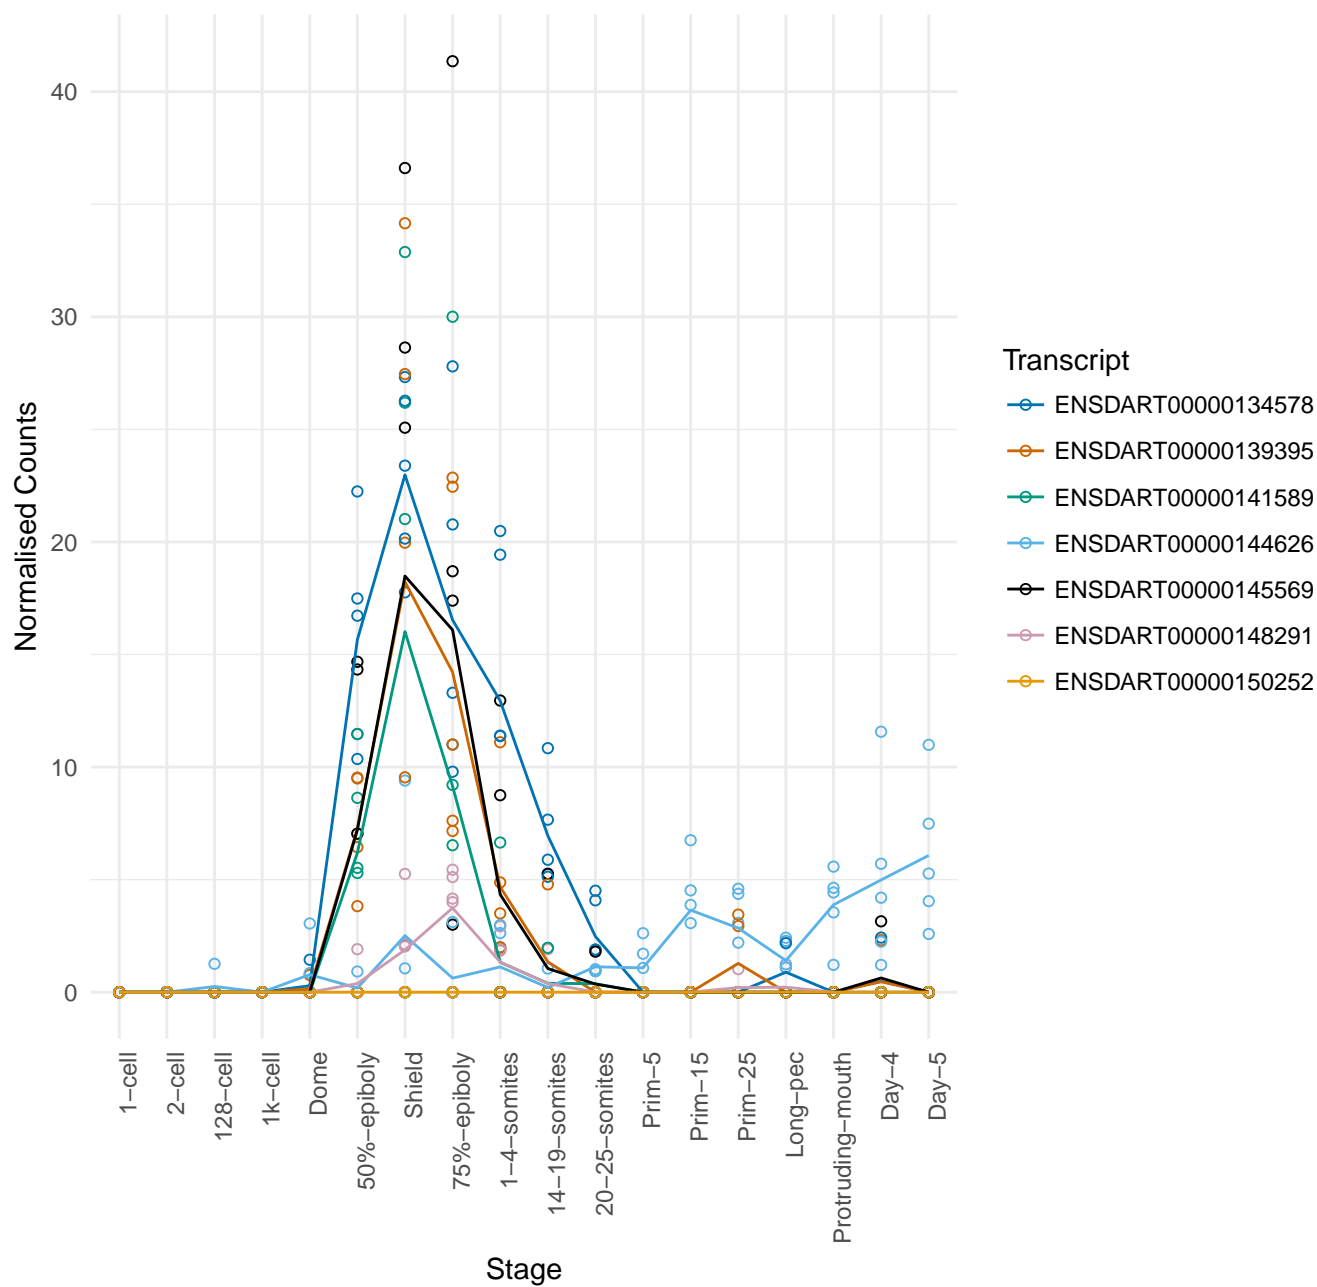 Normalised Counts
40
30
20
10
0
1−cell
2−cell
128−cell
1k−cell
Dome
50%−epiboly
Shield
75%−epiboly
1−4−somites
14−19−somites
20−25−somites
Prim−5
Prim−15
Prim−25
Long−pec
Protruding−mouth
Day−4
Day−5
Stage
Transcript
ENSDART00000134578
ENSDART00000139395
ENSDART00000141589
ENSDART00000144626
ENSDART00000145569
ENSDART00000148291
ENSDART00000150252